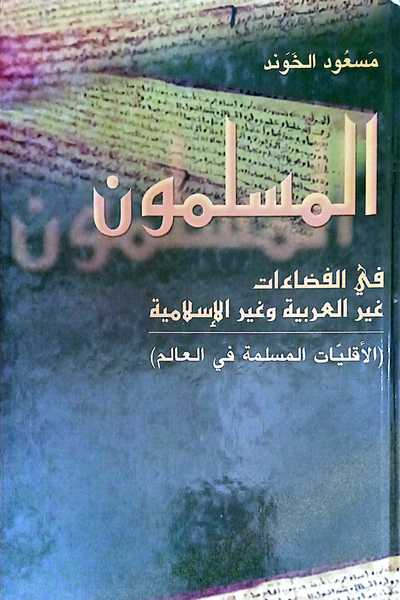 مَسعُود الخَوَند
المسلمون
في الفضاءات
غير العربية وغير الإسلامية
(الأقليّات المسلمة في العالم)